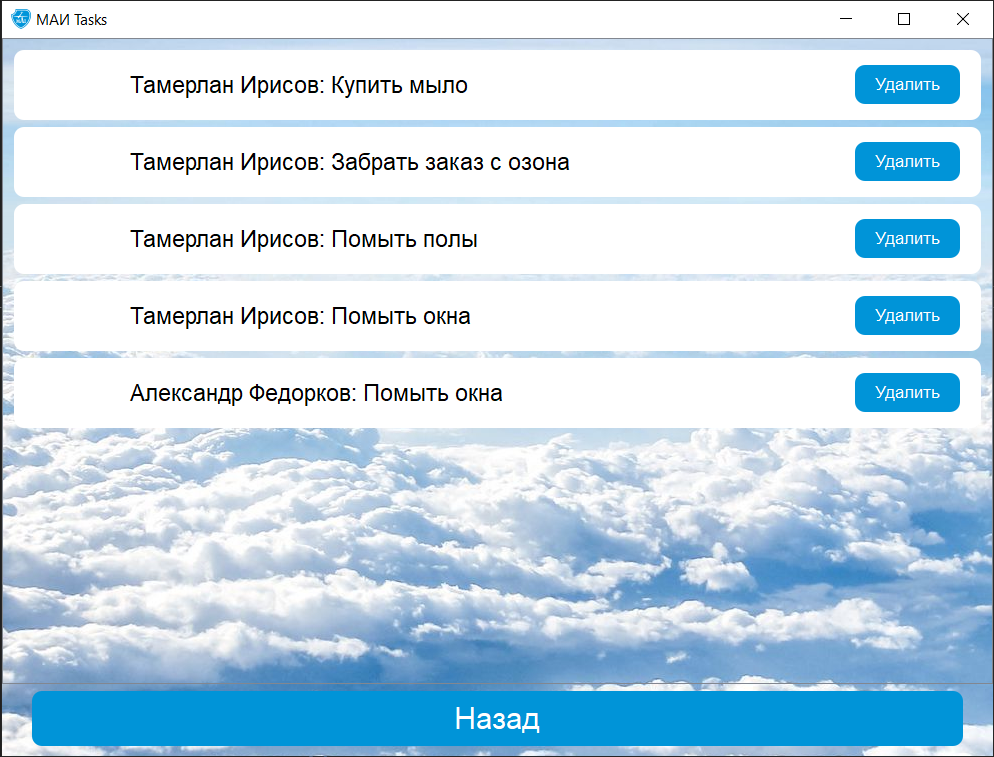 МАИ Tasks
Тамерлан Ирисов: Купить мыло
Удалить
Тамерлан Ирисов: Забрать заказ с озона
Удалить
Тамерлан Ирисов: Помыть полы
Удалить
Тамерлан Ирисов: Помыть окна
Удалить
Александр Федорков: Помыть окна
Удалить
Назад